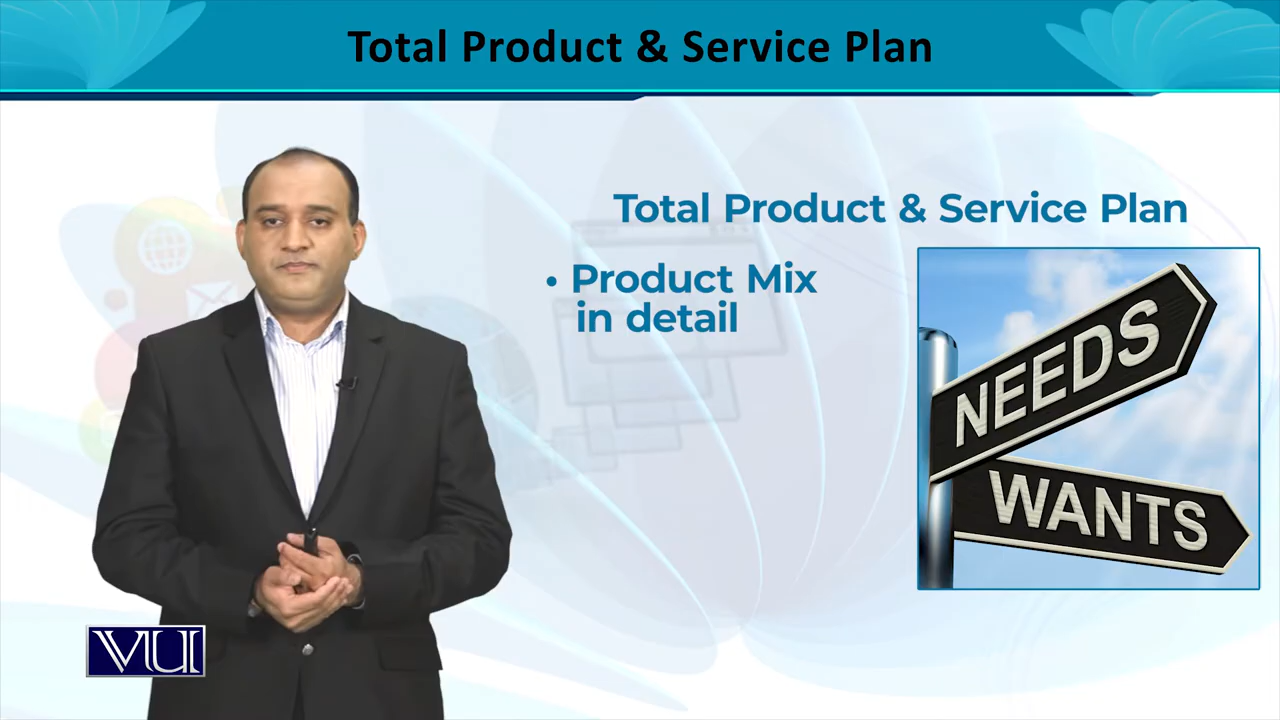 Total Product & Service Plan
Total Product & Service Plan
• Product Mix
in detail
NEEDS
WANTS
VU